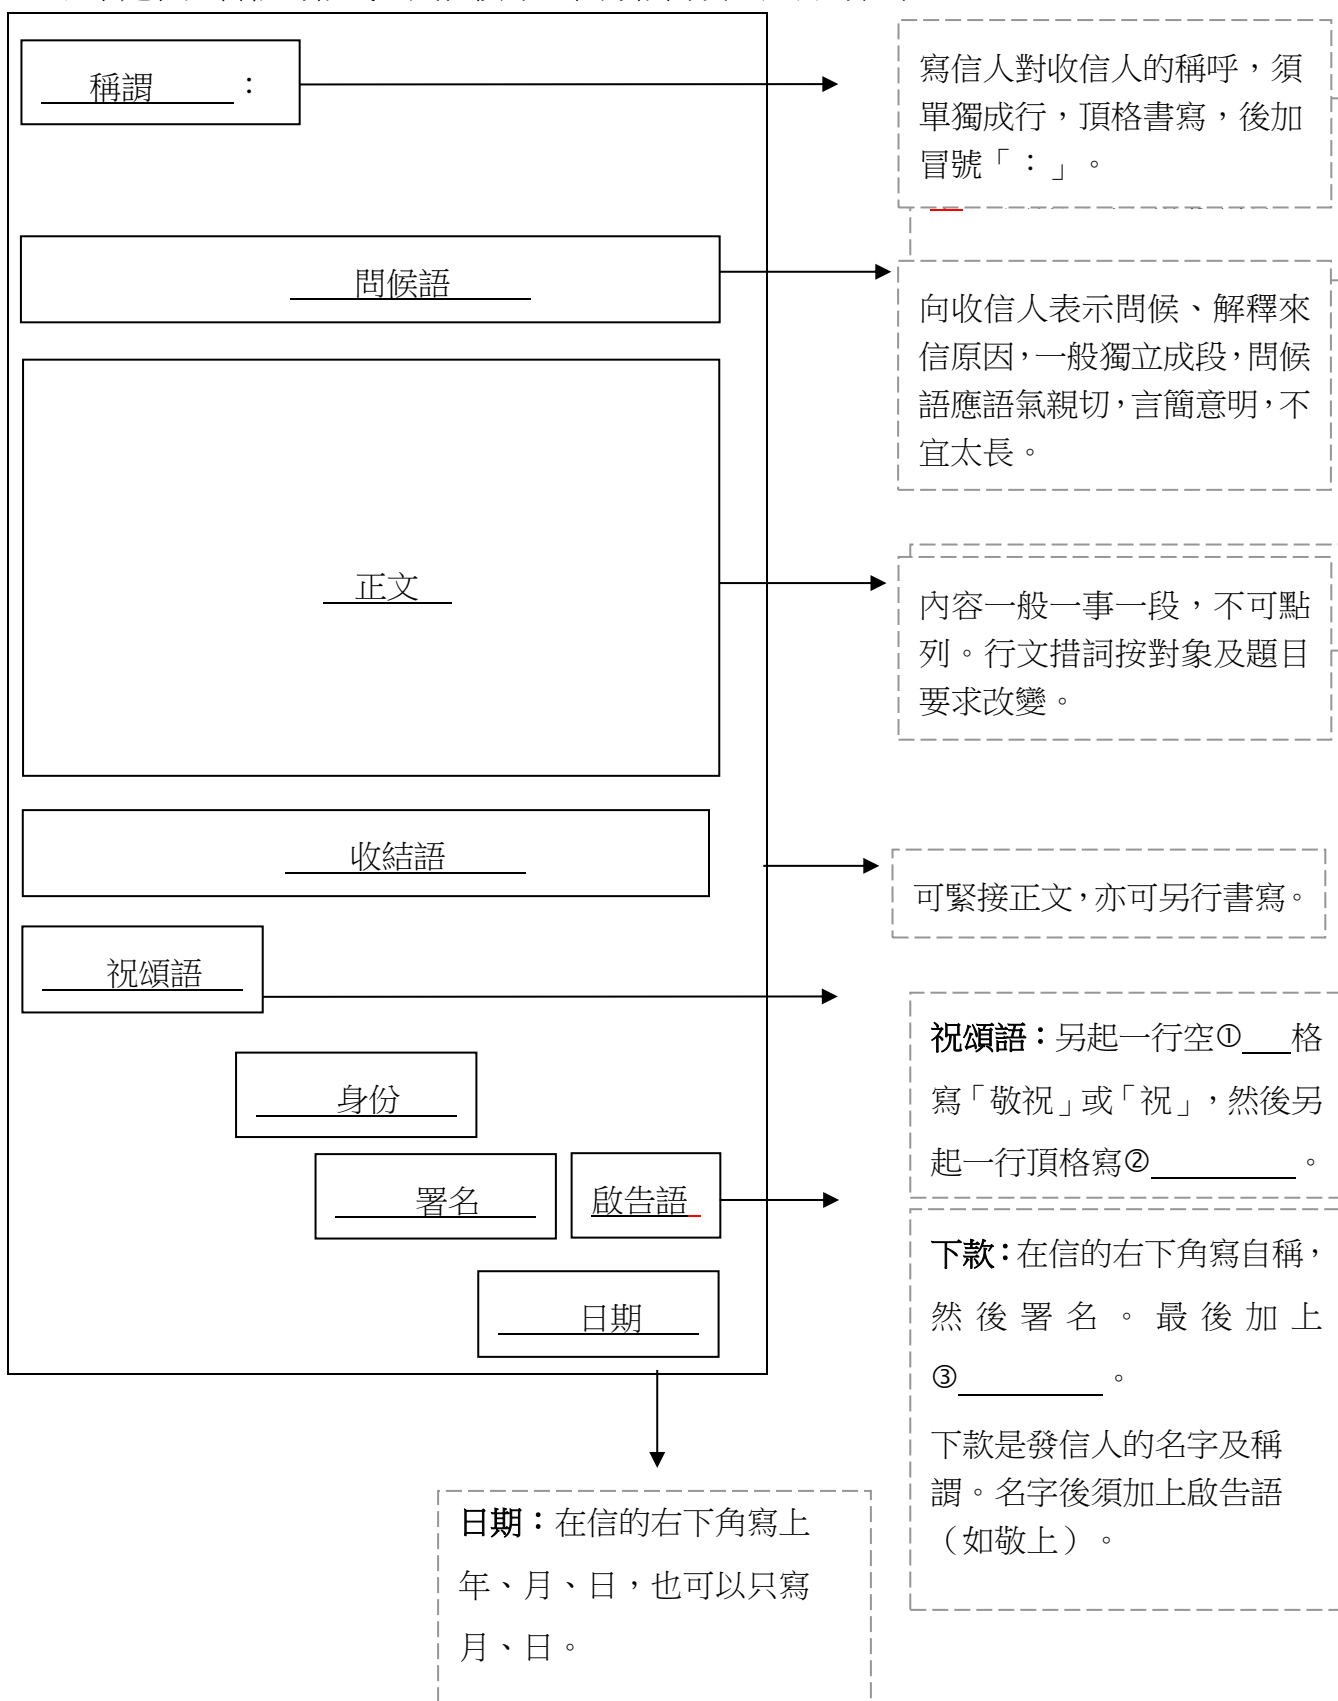 稱謂：
寫信人對收信人的稱呼，須
單獨成行，頂格書寫，後加
冒號「：」。
問候語
向收信人表示問候、解釋來
信原因，一般獨立成段，問候
語應語氣親切，言簡意明，不
宜太長。
正文
內容一般一事一段，不可點
列。行文措詞按對象及題目
要求改變。
收結語
可緊接正文，亦可另行書寫。
祝頌語
祝頌語：另起一行空①___格
寫「敬祝」或「祝」，然後另
起一行頂格寫②_________。
身份
署名 啟告語
日期
下款：在信的右下角寫自稱，
然後署名。最後加上
③_________。
下款是發信人的名字及稱
謂。名字後須加上啟告語
（如敬上）。
日期：在信的右下角寫上
年、月、日，也可以只寫
月、日。